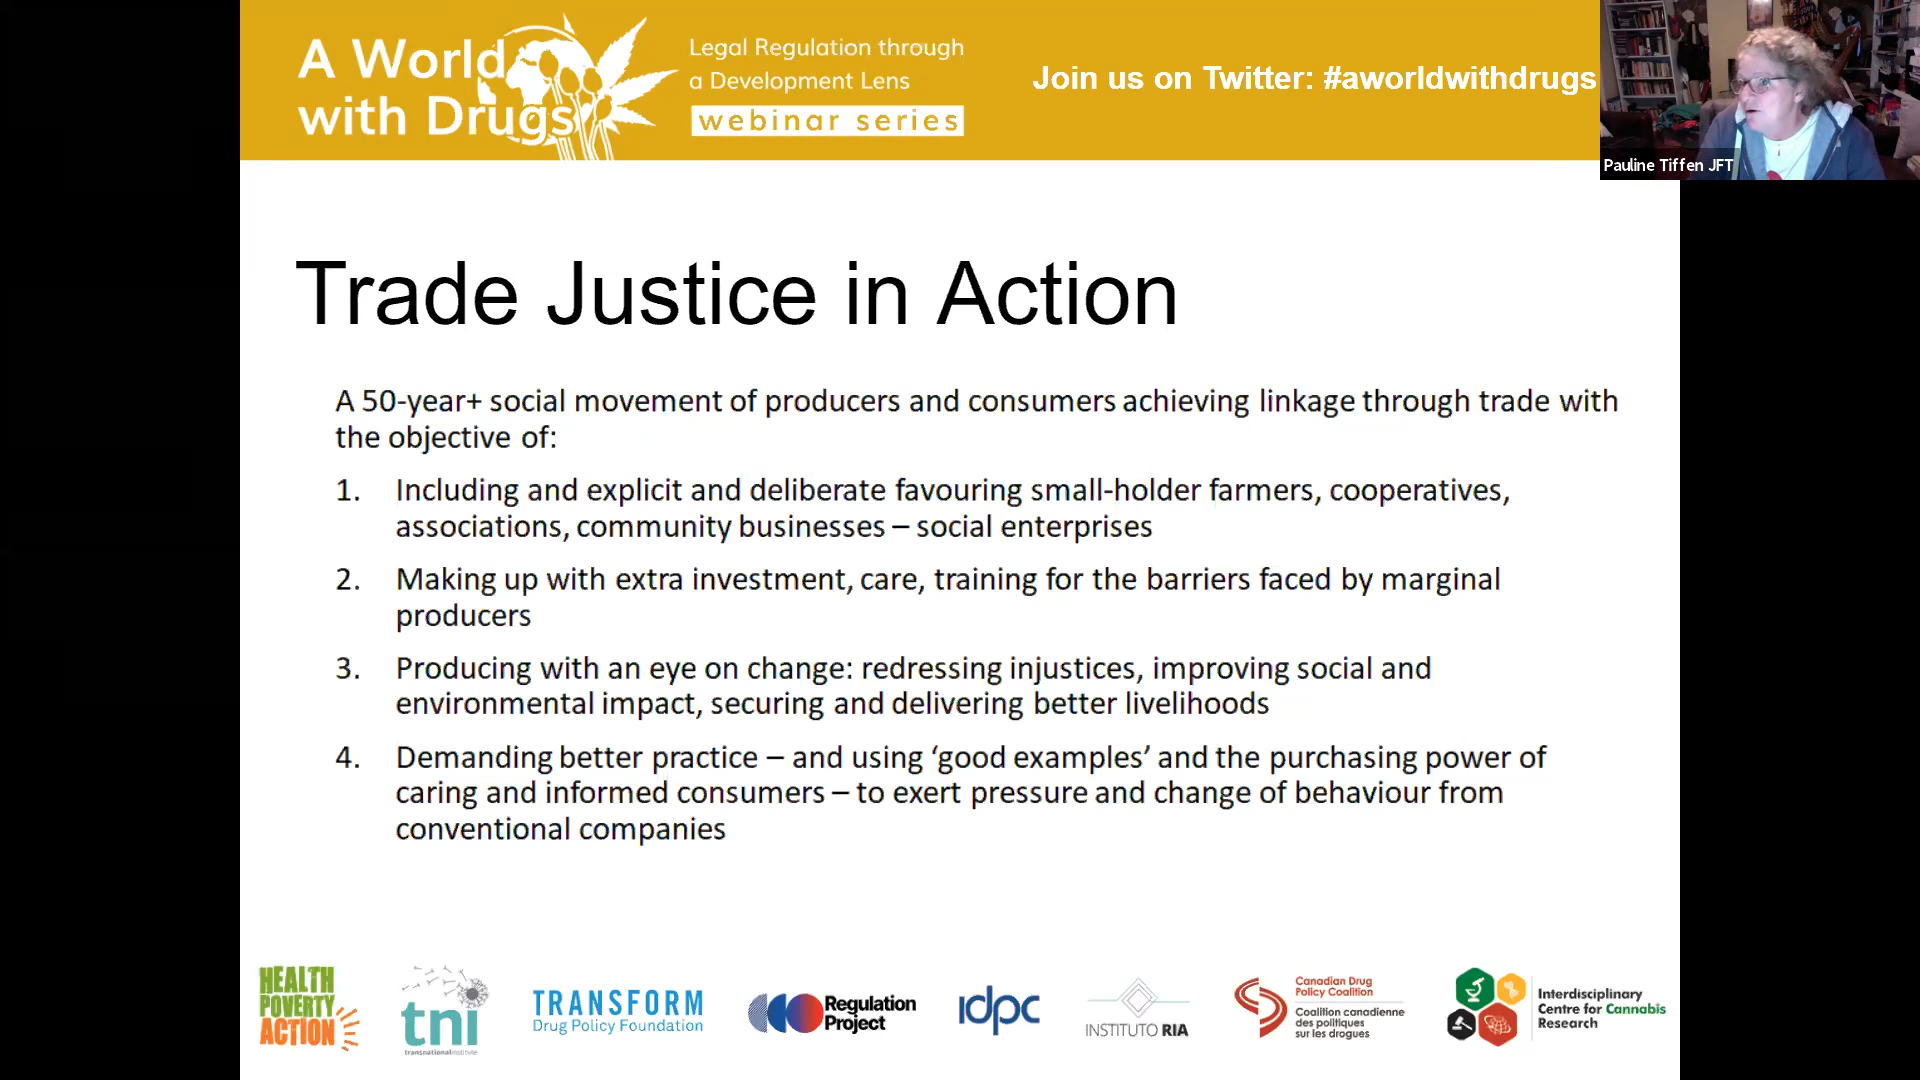 A World
with Drugs
Legal Regulation through
a Development Lens
webinar series
Join us on Twitter: #aworldwithdrugs
Pauline Tiffen JFT
Trade Justice in Action
A 50-year+ social movement of producers and consumers achieving linkage through trade with
the objective of:
1. Including and explicit and deliberate favouring small-holder farmers, cooperatives,
associations, community businesses – social enterprises
2. Making up with extra investment, care, training for the barriers faced by marginal
producers
3. Producing with an eye on change: redressing injustices, improving social and
environmental impact, securing and delivering better livelihoods
4. Demanding better practice – and using ‘good examples’ and the purchasing power of
caring and informed consumers – to exert pressure and change of behaviour from
conventional companies
HEALTH
POVERTY
ACTION
tni
transnationalinstitute
TRANSFORM
Drug Policy Foundation
Regulation
Project
idpc
INSTITUTO RIA
Canadian Drug
Policy Coalition
Coalition canadienne
des politiques
sur les drogues
Interdisciplinary
Centre for Cannabis
Research